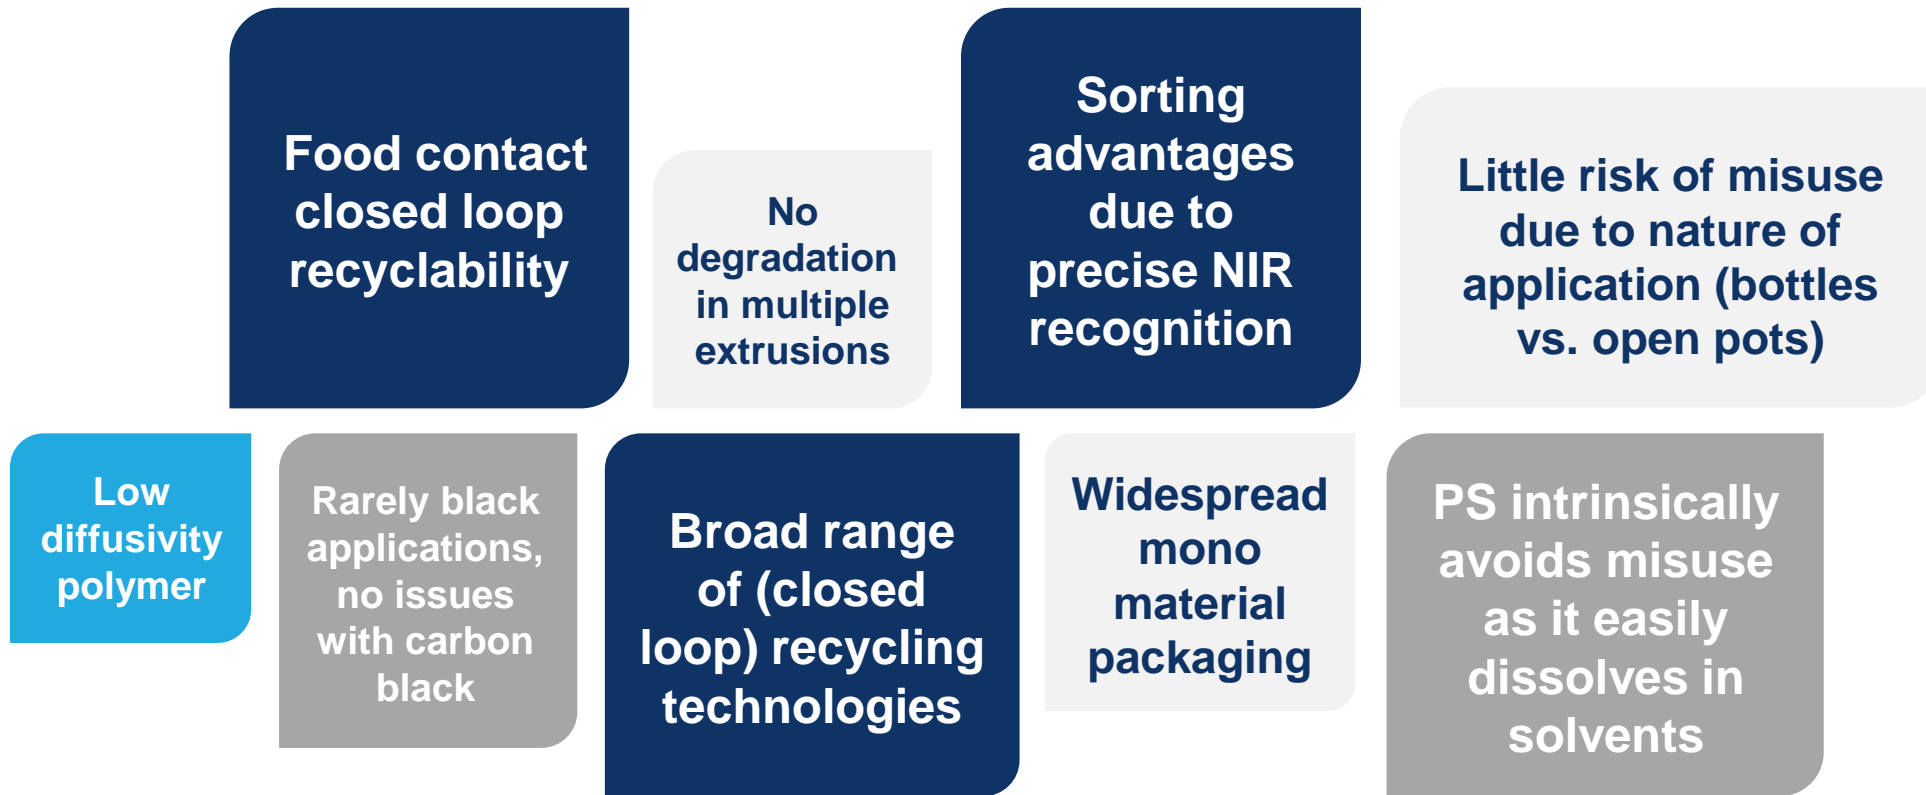 Food contact
closed loop
recyclability
No
degradation
in multiple
extrusions
Sorting
advantages
due to
precise NIR
recognition
Little risk of misuse
due to nature of
application (bottles
vs. open pots)
Low
diffusivity
polymer
Rarely black
applications,
no issues
with carbon
black
Broad range
of (closed
loop) recycling
technologies
Widespread
mono
material
packaging
PS intrinsically
avoids misuse
as it easily
dissolves in
solvents